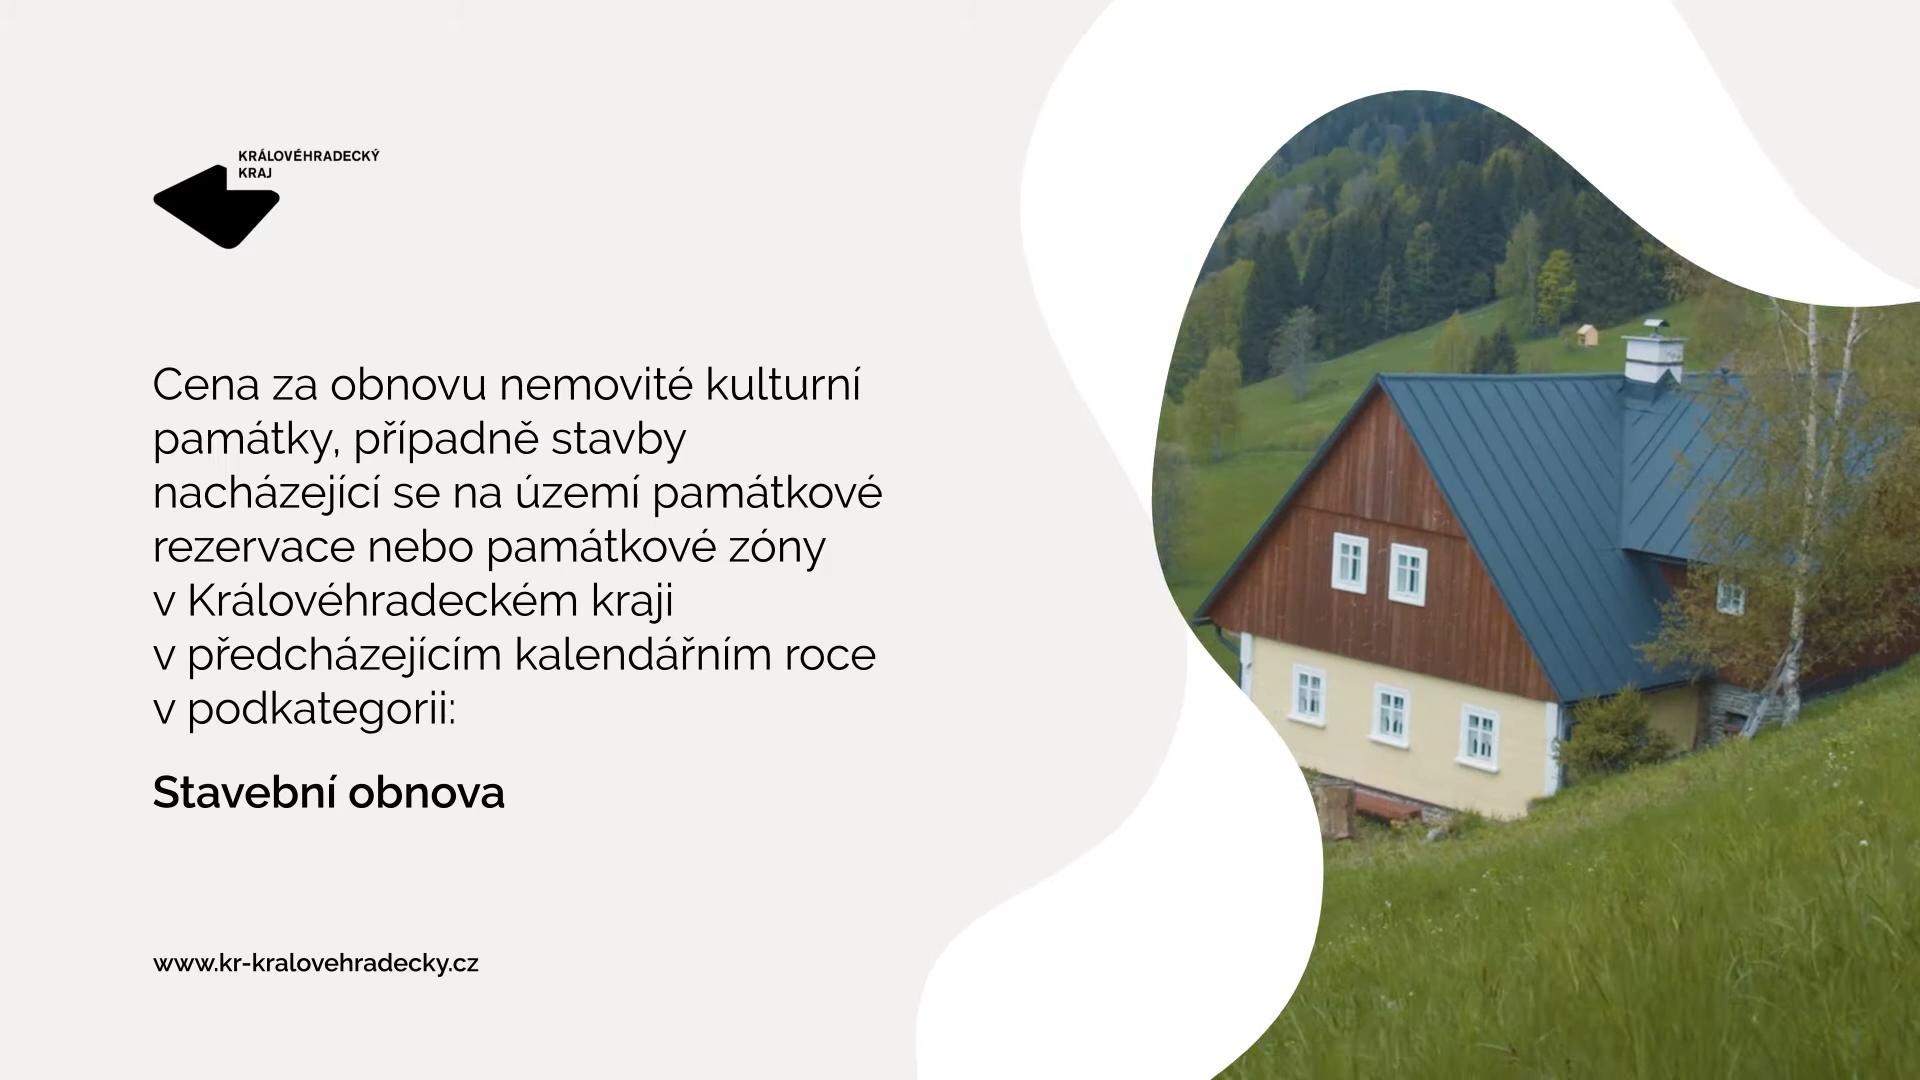 KRÁLOVÉHRADECKÝ
KRAJ
Cena za obnovu nemovité kulturní
památky, případně stavby
nacházející se na území památkové
rezervace nebo památkové zóny
v Královéhradeckém kraji
v předcházejícím kalendářním roce
v podkategorii:
Stavební obnova
www.kr-kralovehradecky.cz